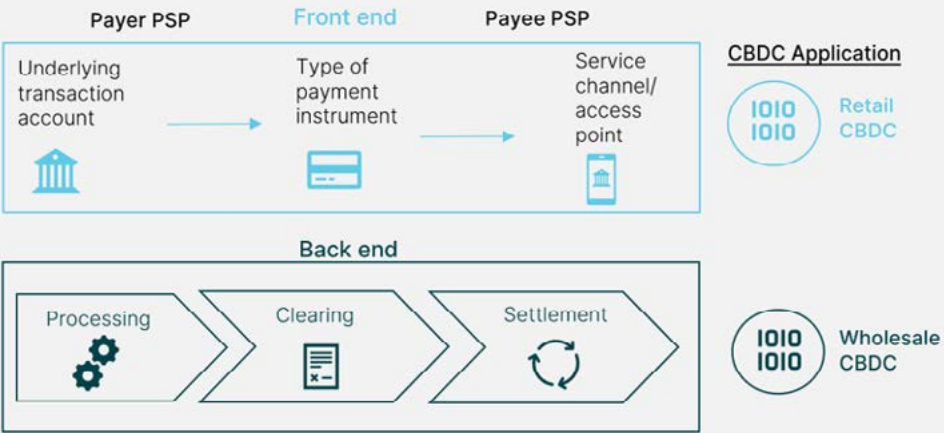 Payer PSP
Front end
Payee PSP
Underlying
transaction
account
Type of
payment
instrument
Service
channel/
access
point
CBDC Application
1010
1010
Retail
CBDC
Back end
Processing
Clearing
Settlement
1010
1010
Wholesale
CBDC